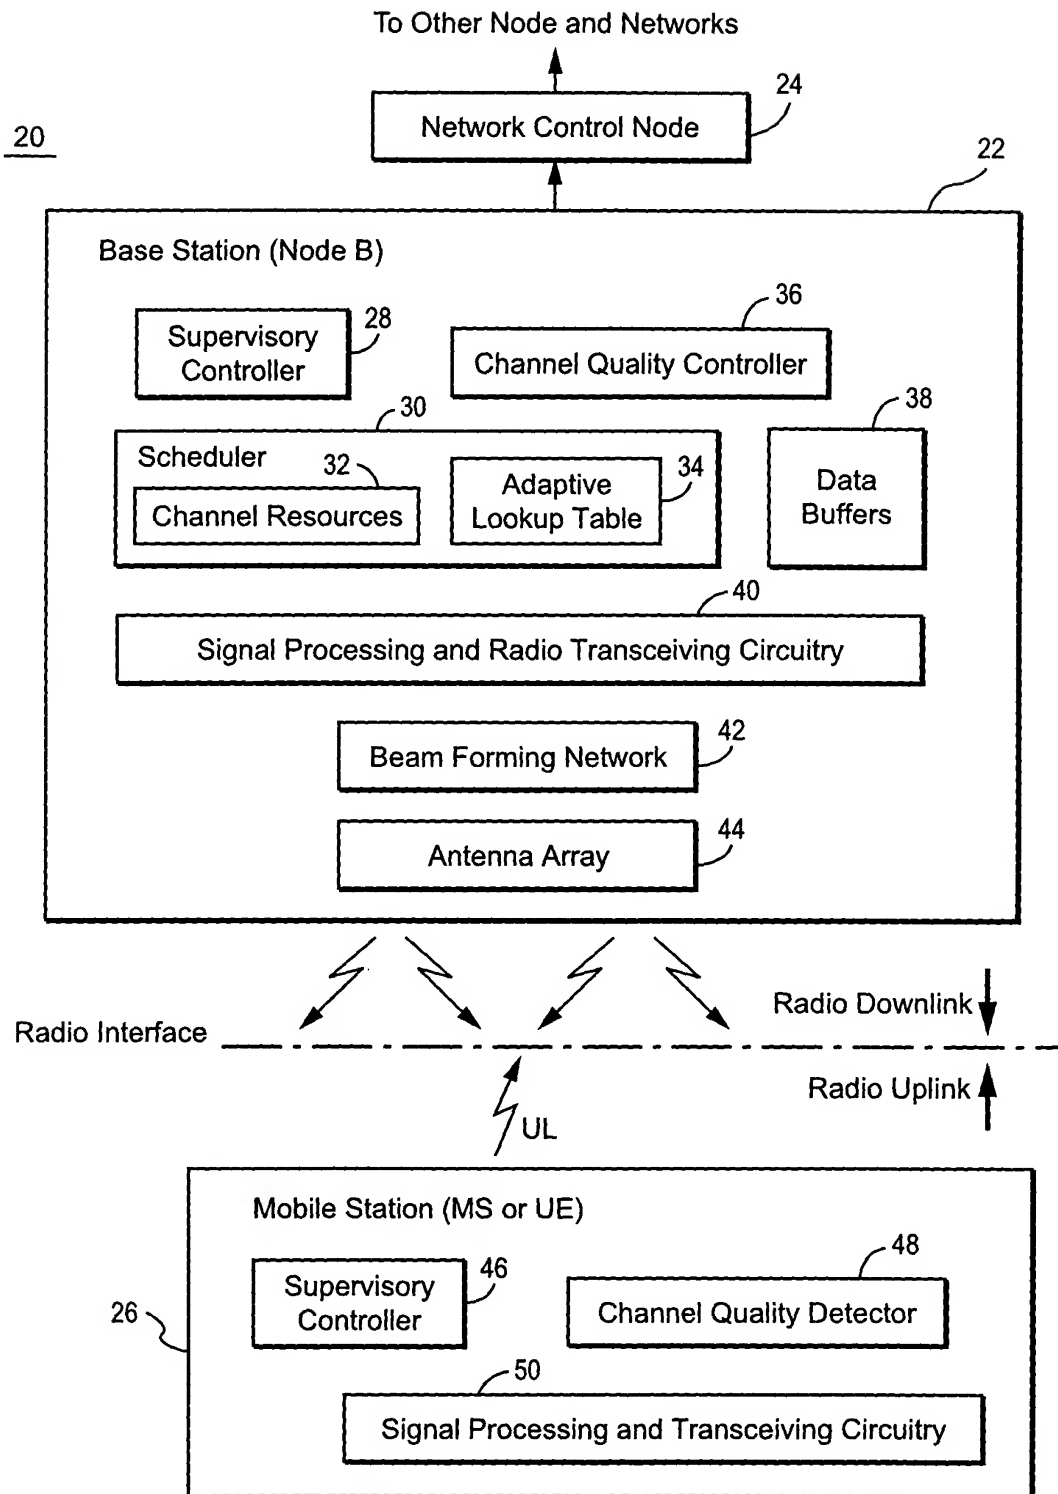 To Other Node and Networks
24
Network Control Node
20
22
Base Station (Node B)
36
28
Supervisory
Controller
Channel Quality Controller
30
38
Scheduler
32
34
Adaptive
Lookup Table
Channel Resources
Data
Buffers
40
Signal Processing and Radio Transceiving Circuitry
42
Beam Forming Network
44
Antenna Array
Radio Downlink
Radio Interface
Radio Uplink
UL
Mobile Station (MS or UE)
48
46
Supervisory
Controller
Channel Quality Detector
26
50
Signal Processing and Transceiving Circuitry